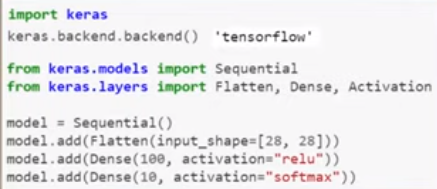 import keras
keras.backend.backend() 'tensorflow'
from keras.models import Sequential
from keras.layers import Flatten, Dense, Activation
model = Sequential()
model.add(Flatten(input_shape=[28, 28]))
model.add(Dense(100, activation="relu"))
model.add(Dense(10, activation="softmax"))